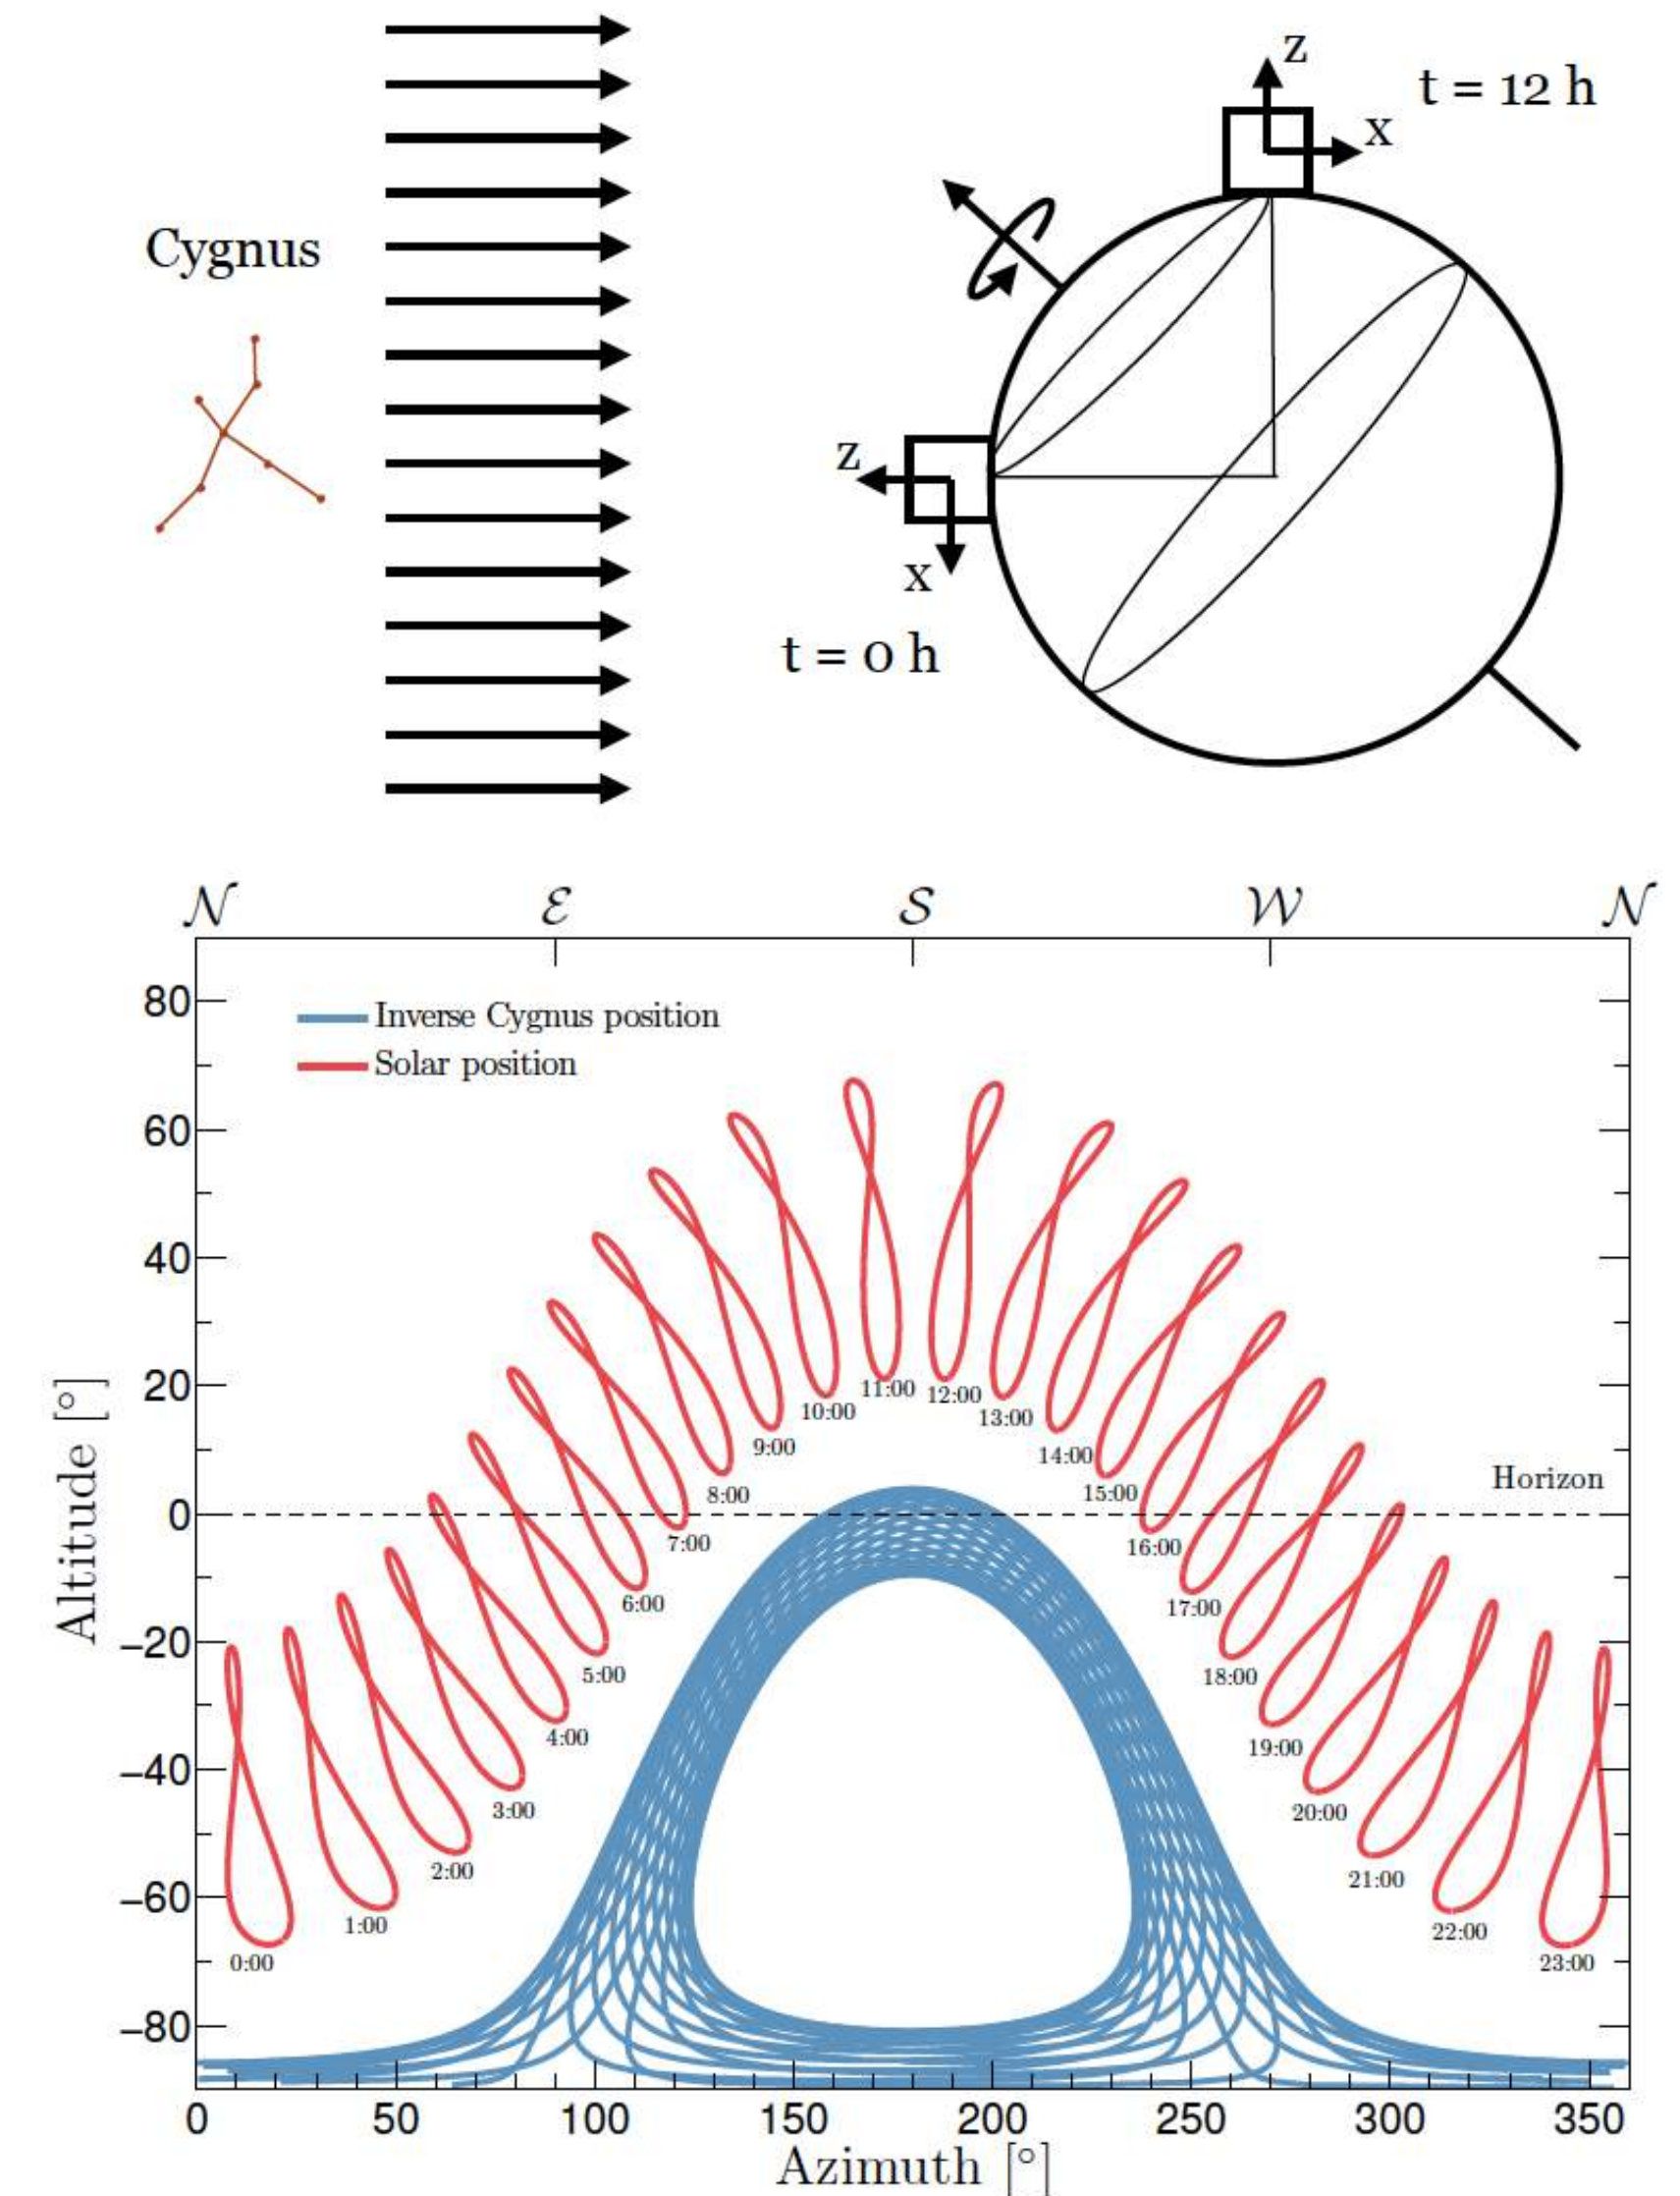 z
t = 12 h
x
Cygnus
z
x
t = 0 h
N E S W N
80
Inverse Cygnus position
Solar position
60
40
20
0
−20
−40
−60
−80
Altitude [°]
Horizon
0:00
1:00
2:00
3:00
4:00
5:00
6:00
7:00
8:00
9:00
10:00
11:00
12:00
13:00
14:00
15:00
16:00
17:00
18:00
19:00
20:00
21:00
22:00
23:00
0 50 100 150 200 250 300 350
Azimuth [°]